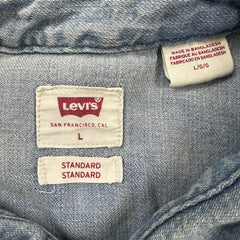 LEVI'S
SAN FRANCISCO, CAL.
L
STANDARD
STANDARD
MADE IN BANGLADESH
FABRIQUÉ AU BANGLADESH
FABRICADO EN BANGLADESH
L/G/G